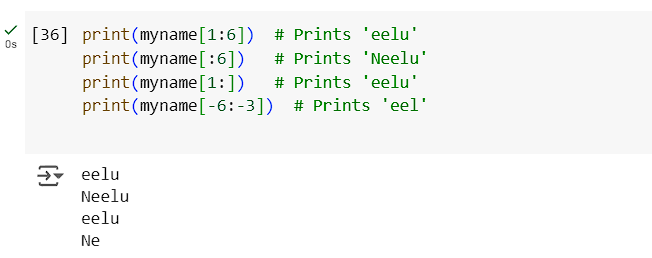 [36] print(myname[1:6])  # Prints 'eelu'
print(myname[:6])   # Prints 'Neelu'
print(myname[1:])   # Prints 'eelu'
print(myname[-6:-3])  # Prints 'eel'
0s
eelu
Neelu
eelu
Ne